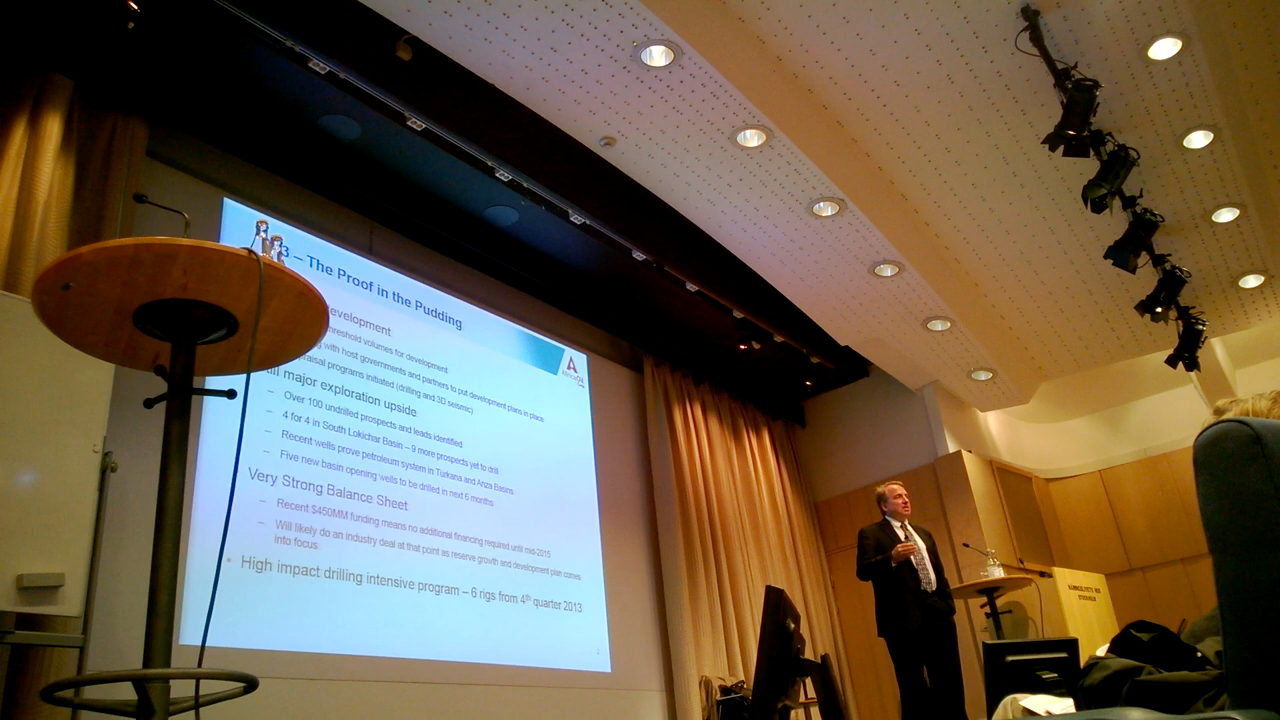 3 – The Proof in the Pudding
evelopment
threshold volumes for development
with host governments and partners to put development plans in place
raisal programs initiated (drilling and 3D seismic)
major exploration upside
– Over 100 undrilled prospects and leads identified
– 4 for 4 in South Lokichar Basin – 9 more prospects yet to drill
– Recent wells prove petroleum system in Turkana and Anza Basins
– Five new basin opening wells to be drilled in next 6 months
Very Strong Balance Sheet
– Recent $450MM funding means no additional financing required until mid-2015
– Will likely do an industry deal at that point as reserve growth and development plan comes
into focus
• High impact drilling intensive program – 6 rigs from 4th quarter 2013
Africa Oil